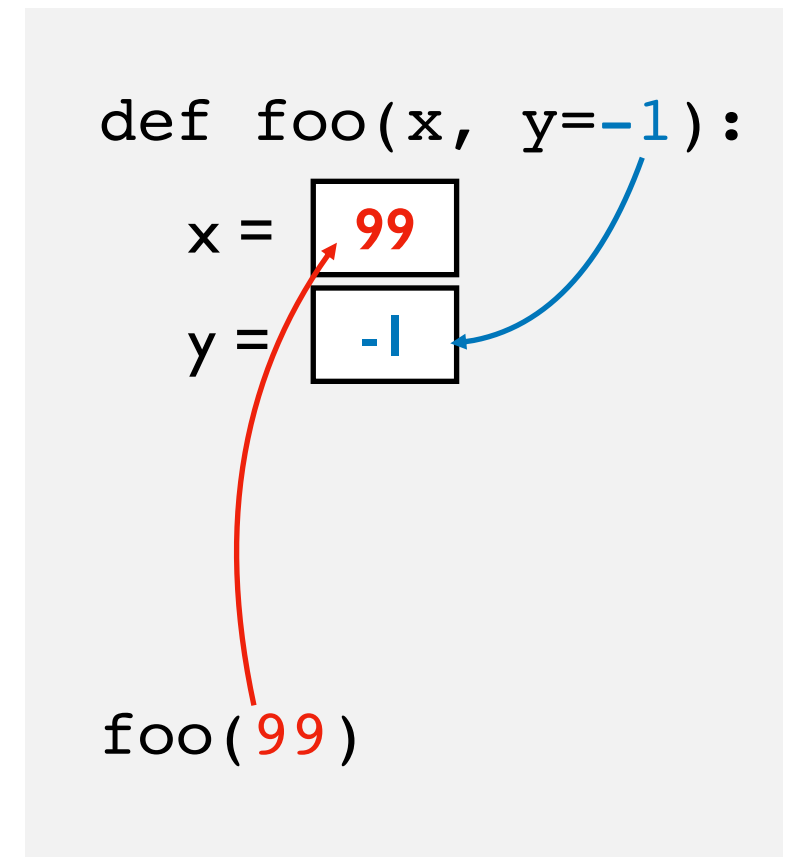 def foo(x, y=-1):
x = 99
y = -1
foo(99)